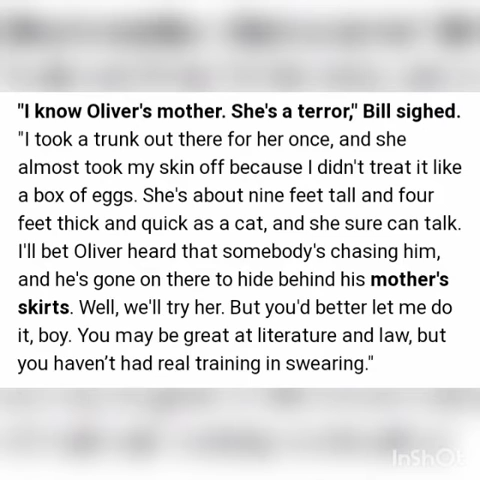 "I know Oliver's mother. She's a terror," Bill sighed.
"I took a trunk out there for her once, and she
almost took my skin off because I didn't treat it like
a box of eggs. She's about nine feet tall and four
feet thick and quick as a cat, and she sure can talk.
I'll bet Oliver heard that somebody's chasing him,
and he's gone on there to hide behind his mother's
skirts. Well, we'll try her. But you'd better let me do
it, boy. You may be great at literature and law, but
you haven’t had real training in swearing."
InShOt